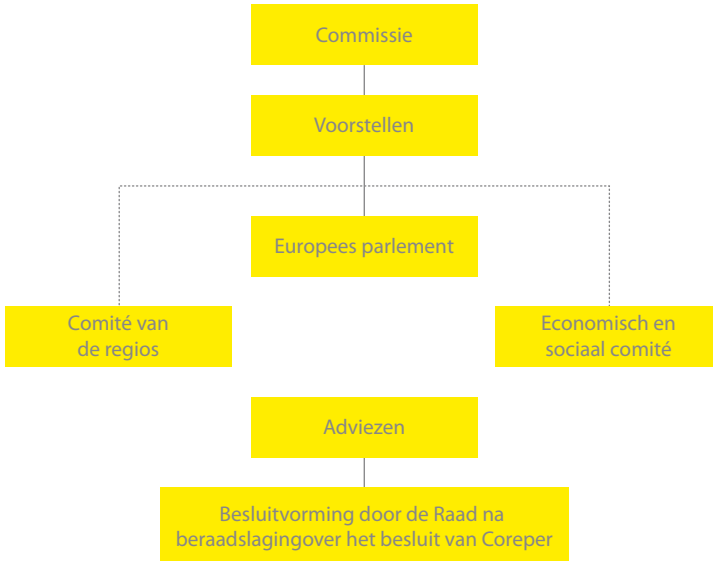 Commissie
Voorstellen
Europees parlement
Comité van
de regios
Economisch en
sociaal comité
Adviezen
Besluitvorming door de Raad na
beraadslagingover het besluit van Coreper